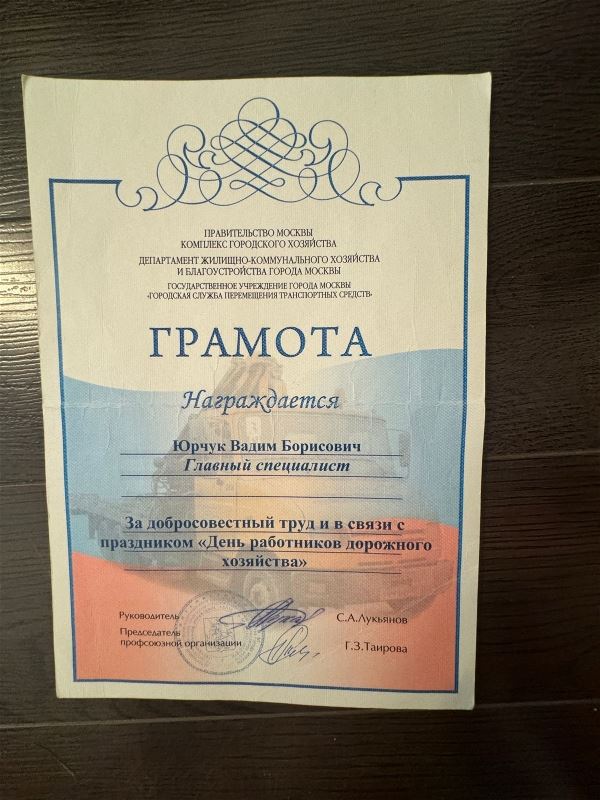 ПРАВИТЕЛЬСТВО МОСКВЫ
КОМПЛЕКС ГОРОДСКОГО ХОЗЯЙСТВА
ДЕПАРТАМЕНТ ЖИЛИЩНО-КОММУНАЛЬНОГО ХОЗЯЙСТВА
И БЛАГОУСТРОЙСТВА ГОРОДА МОСКВЫ
ГОСУДАРСТВЕННОЕ УЧРЕЖДЕНИЕ ГОРОДА МОСКВЫ
«ГОРОДСКАЯ СЛУЖБА ПЕРЕМЕЩЕНИЯ ТРАНСПОРТНЫХ СРЕДСТВ»
ГРАМОТА
Награждается
Юрчук Вадим Борисович
Главный специалист
За добросовестный труд и в связи с
праздником «День работников дорожного
хозяйства»
Руководитель С.А.Лукьянов
Председатель
профсоюзной организации Г.З.Таирова